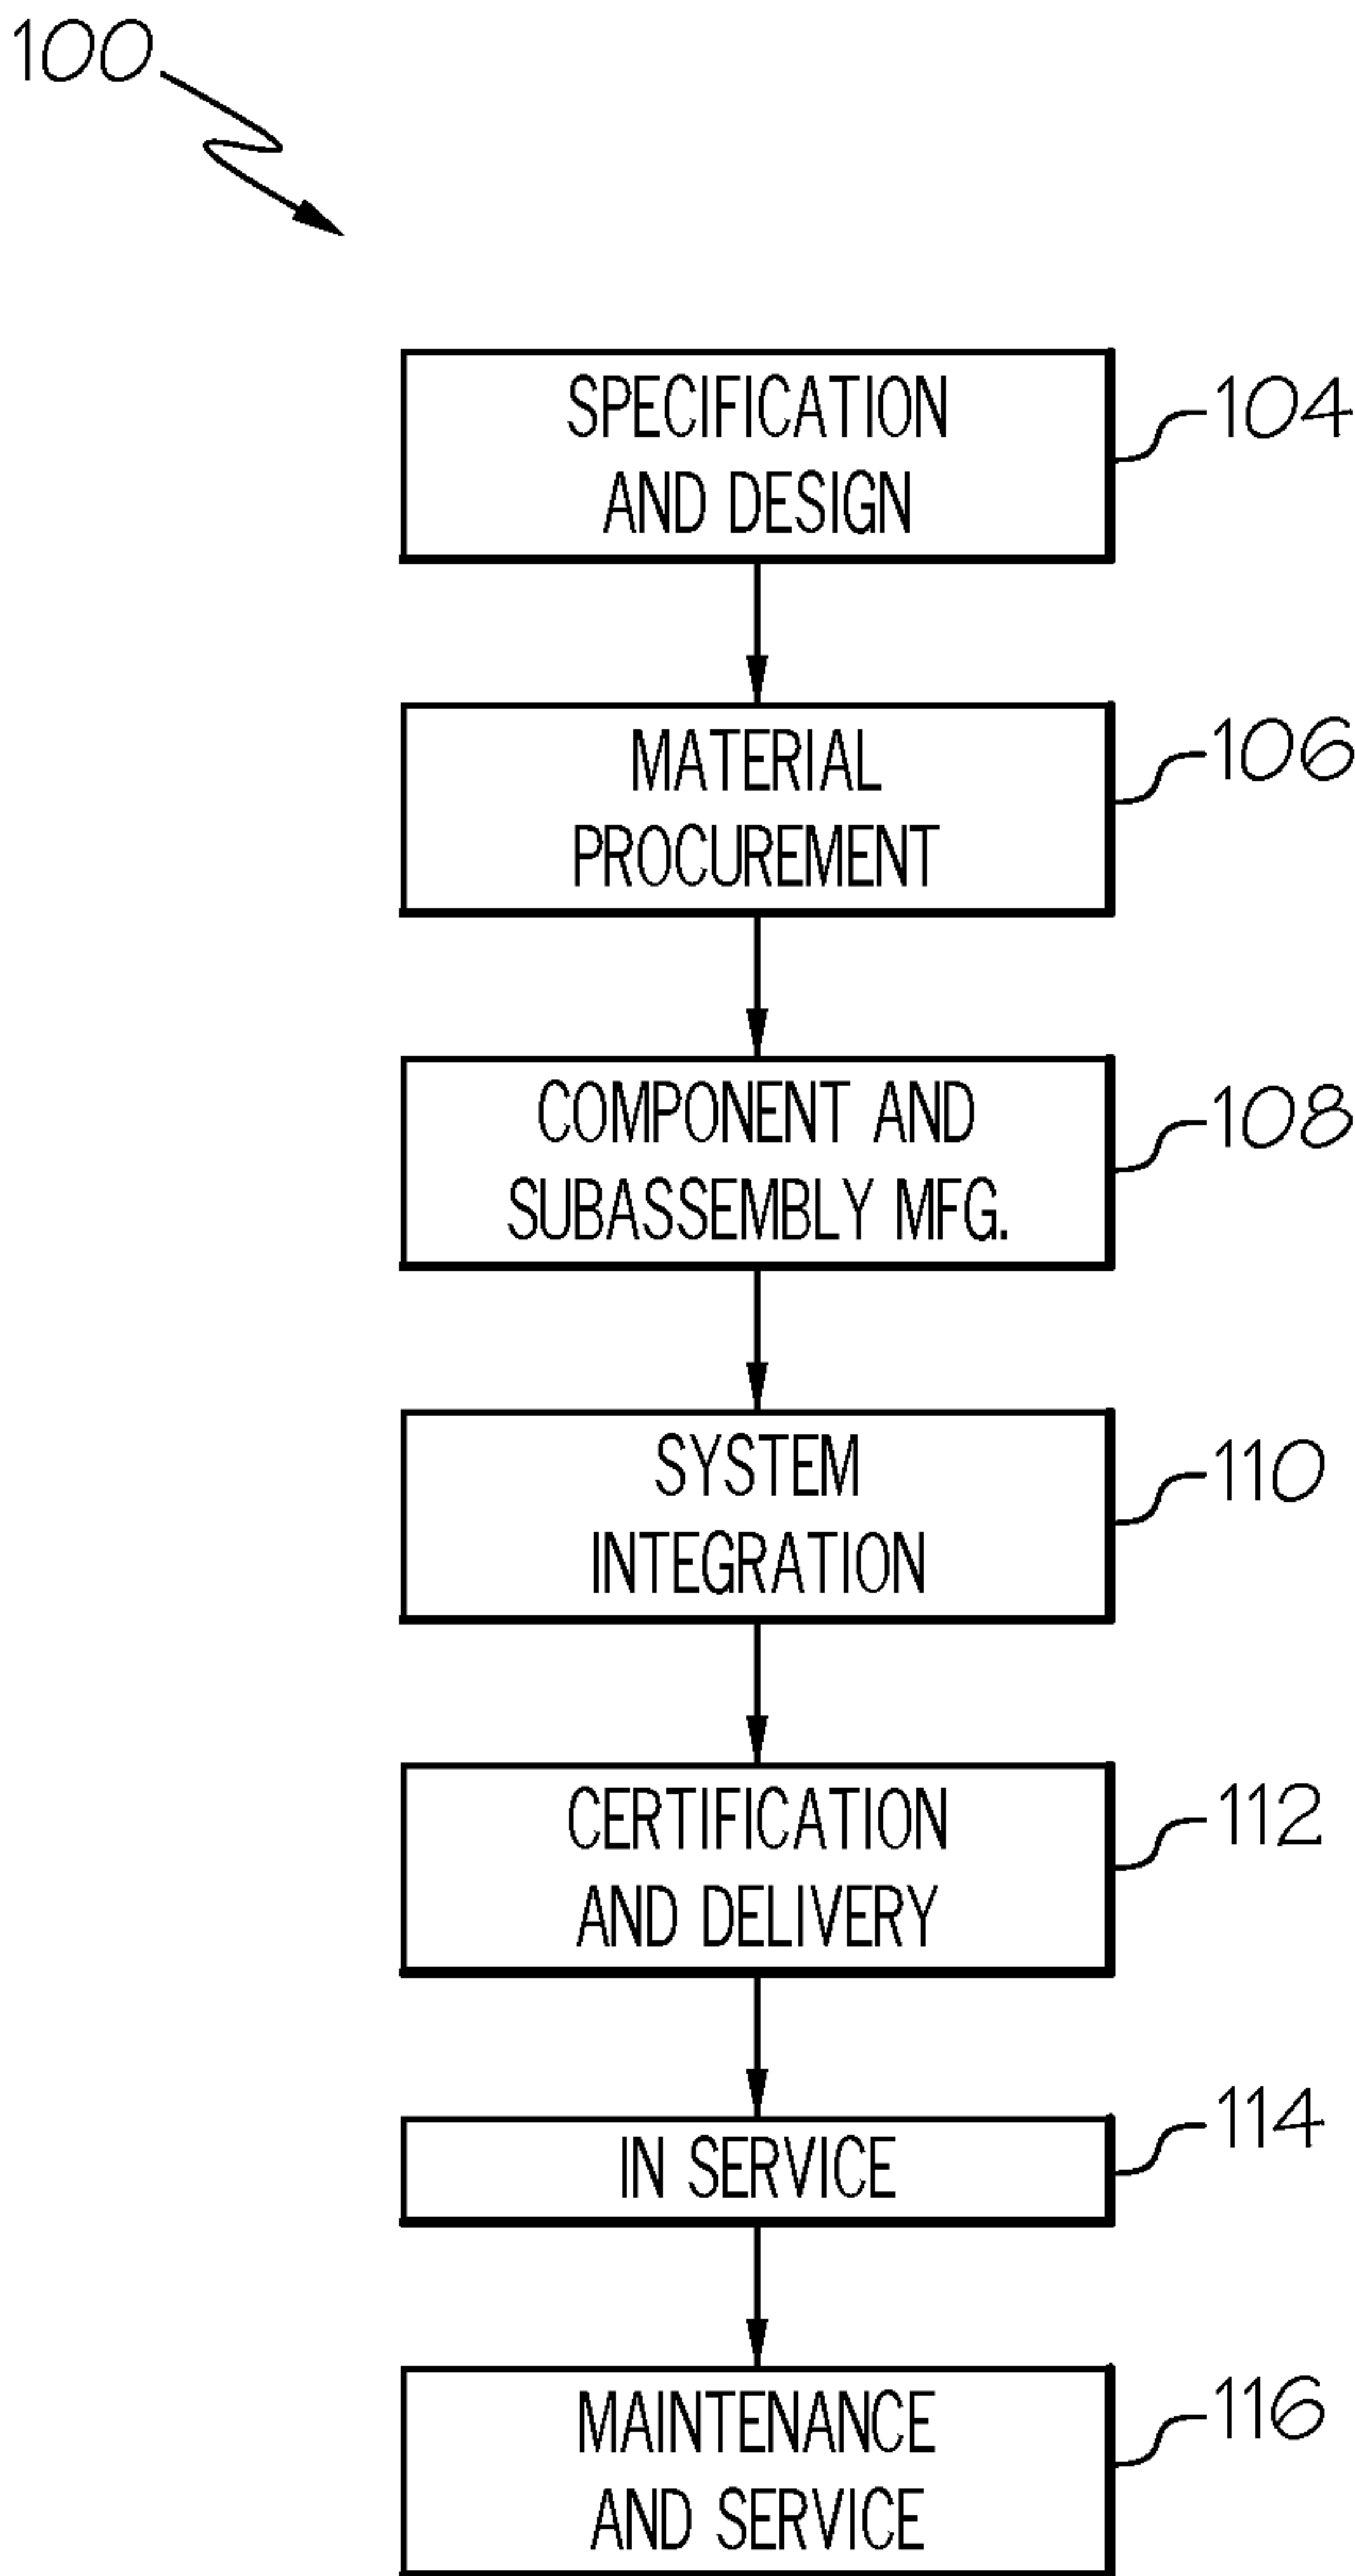 100
SPECIFICATION
AND DESIGN
104
MATERIAL
PROCUREMENT
106
COMPONENT AND
SUBASSEMBLY MFG.
108
SYSTEM
INTEGRATION
110
CERTIFICATION
AND DELIVERY
112
IN SERVICE
114
MAINTENANCE
AND SERVICE
116